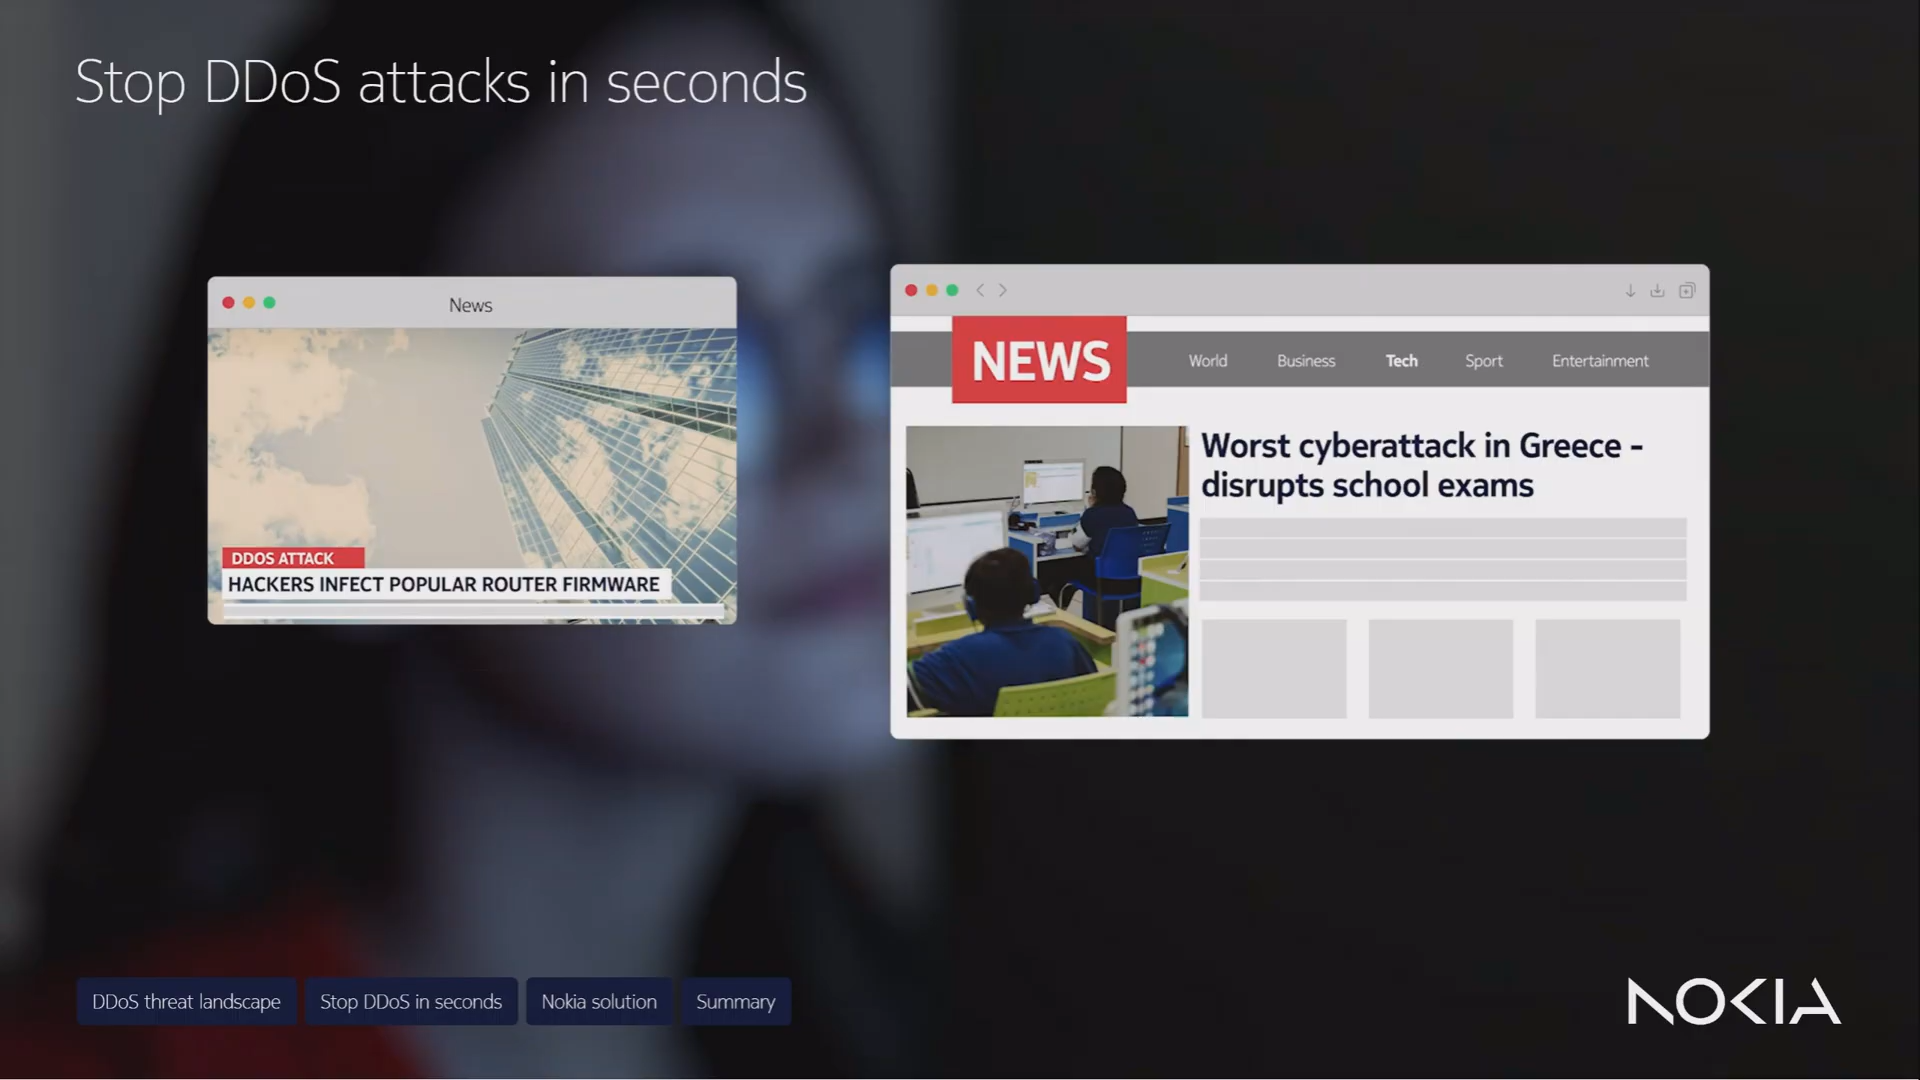 Stop DDoS attacks in seconds
News
DDOS ATTACK
HACKERS INFECT POPULAR ROUTER FIRMWARE
NEWS
World Business Tech Sport Entertainment
Worst cyberattack in Greece -
disrupts school exams
DDoS threat landscape Stop DDoS in seconds Nokia solution Summary
NOKIA